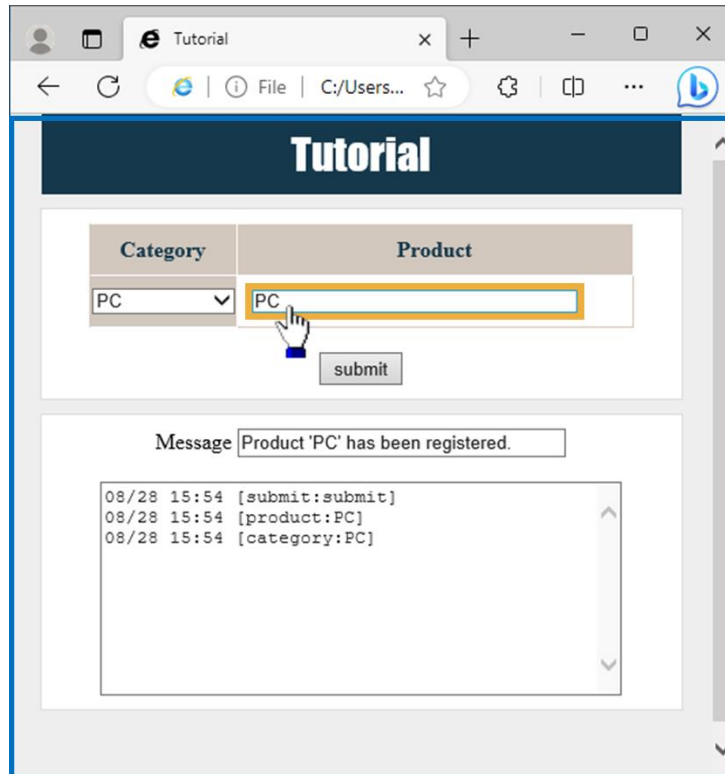 Tutorial
File C:/Users...
Tutorial
Category Product
PC PC
submit
Message Product 'PC' has been registered.
08/28 15:54 [submit:submit]
08/28 15:54 [product:PC]
08/28 15:54 [category:PC]